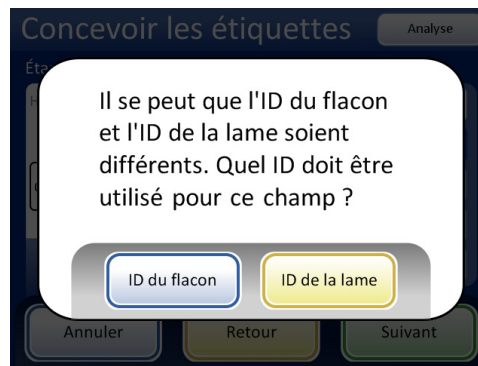 Concevoir les étiquettes
Analyse
Il se peut que l'ID du flacon
et l'ID de la lame soient
différents. Quel ID doit être
utilisé pour ce champ ?
ID du flacon
ID de la lame
Annuler
Retour
Suivant